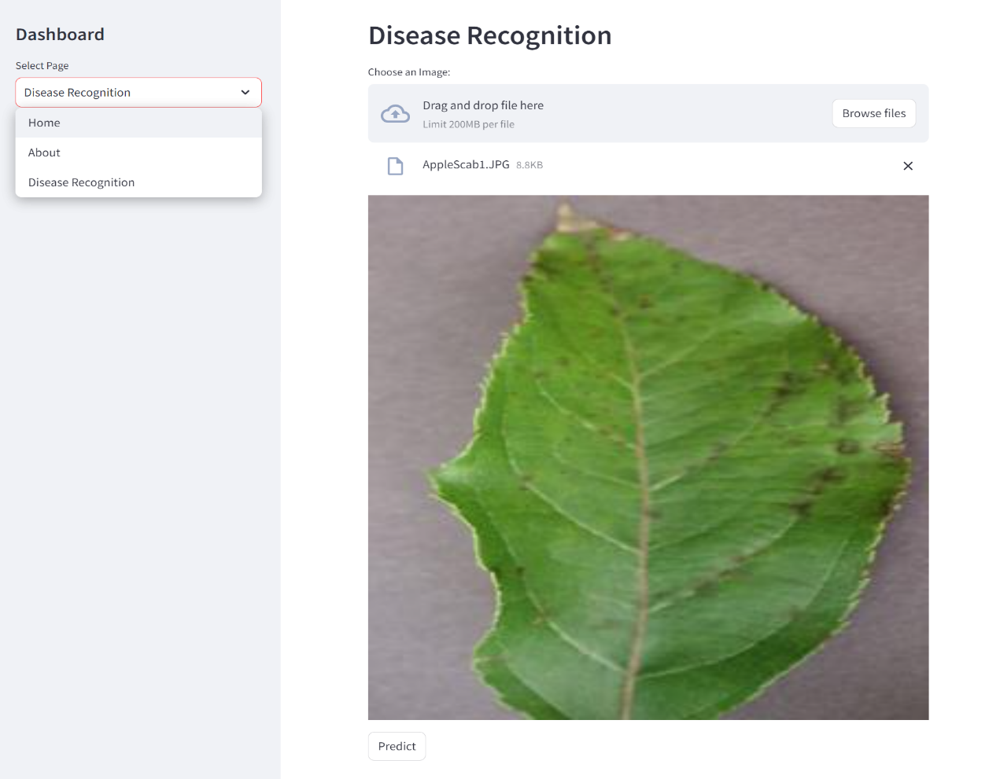 Dashboard
Select Page
Disease Recognition
Home
About
Disease Recognition
Disease Recognition
Choose an Image:
Drag and drop file here
Limit 200MB per file
Browse files
AppleScab1.JPG 8.8KB
Predict